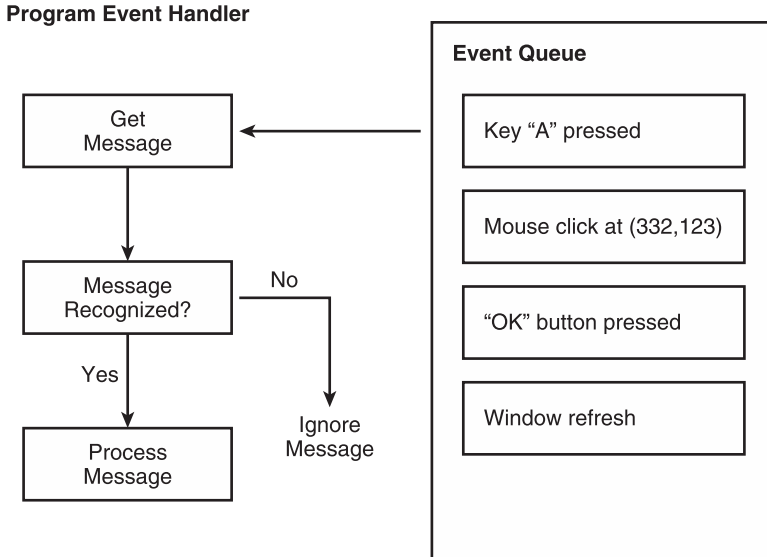 Program Event Handler
Get
Message
Message
Recognized?
No
Yes
Ignore
Message
Process
Message
Event Queue
Key “A” pressed
Mouse click at (332,123)
“OK” button pressed
Window refresh